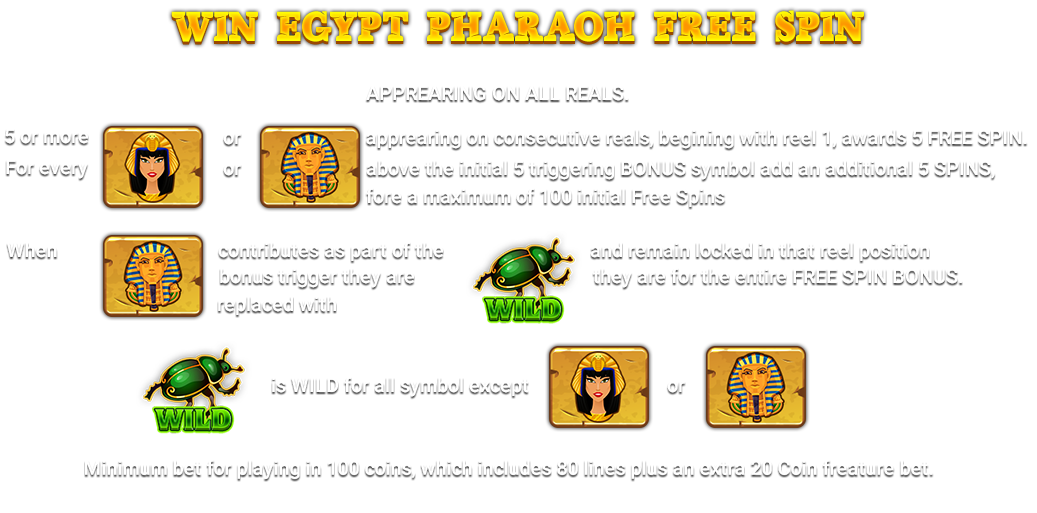 WIN EGYPT PHARAOH FREE SPIN
APPREARING ON ALL REALS.
5 or more or apprearing on consecutive reals, begining with reel 1, awards 5 FREE SPIN.
For every or above the initial 5 triggering BONUS symbol add an additional 5 SPINS,
fore a maximum of 100 initial Free Spins
When contributes as part of the and remain locked in that reel position
bonus trigger they are they are for the entire FREE SPIN BONUS.
replaced with WILD
is WILD for all symbol except or
WILD
Minimum bet for playing in 100 coins, which includes 80 lines plus an extra 20 Coin freature bet.